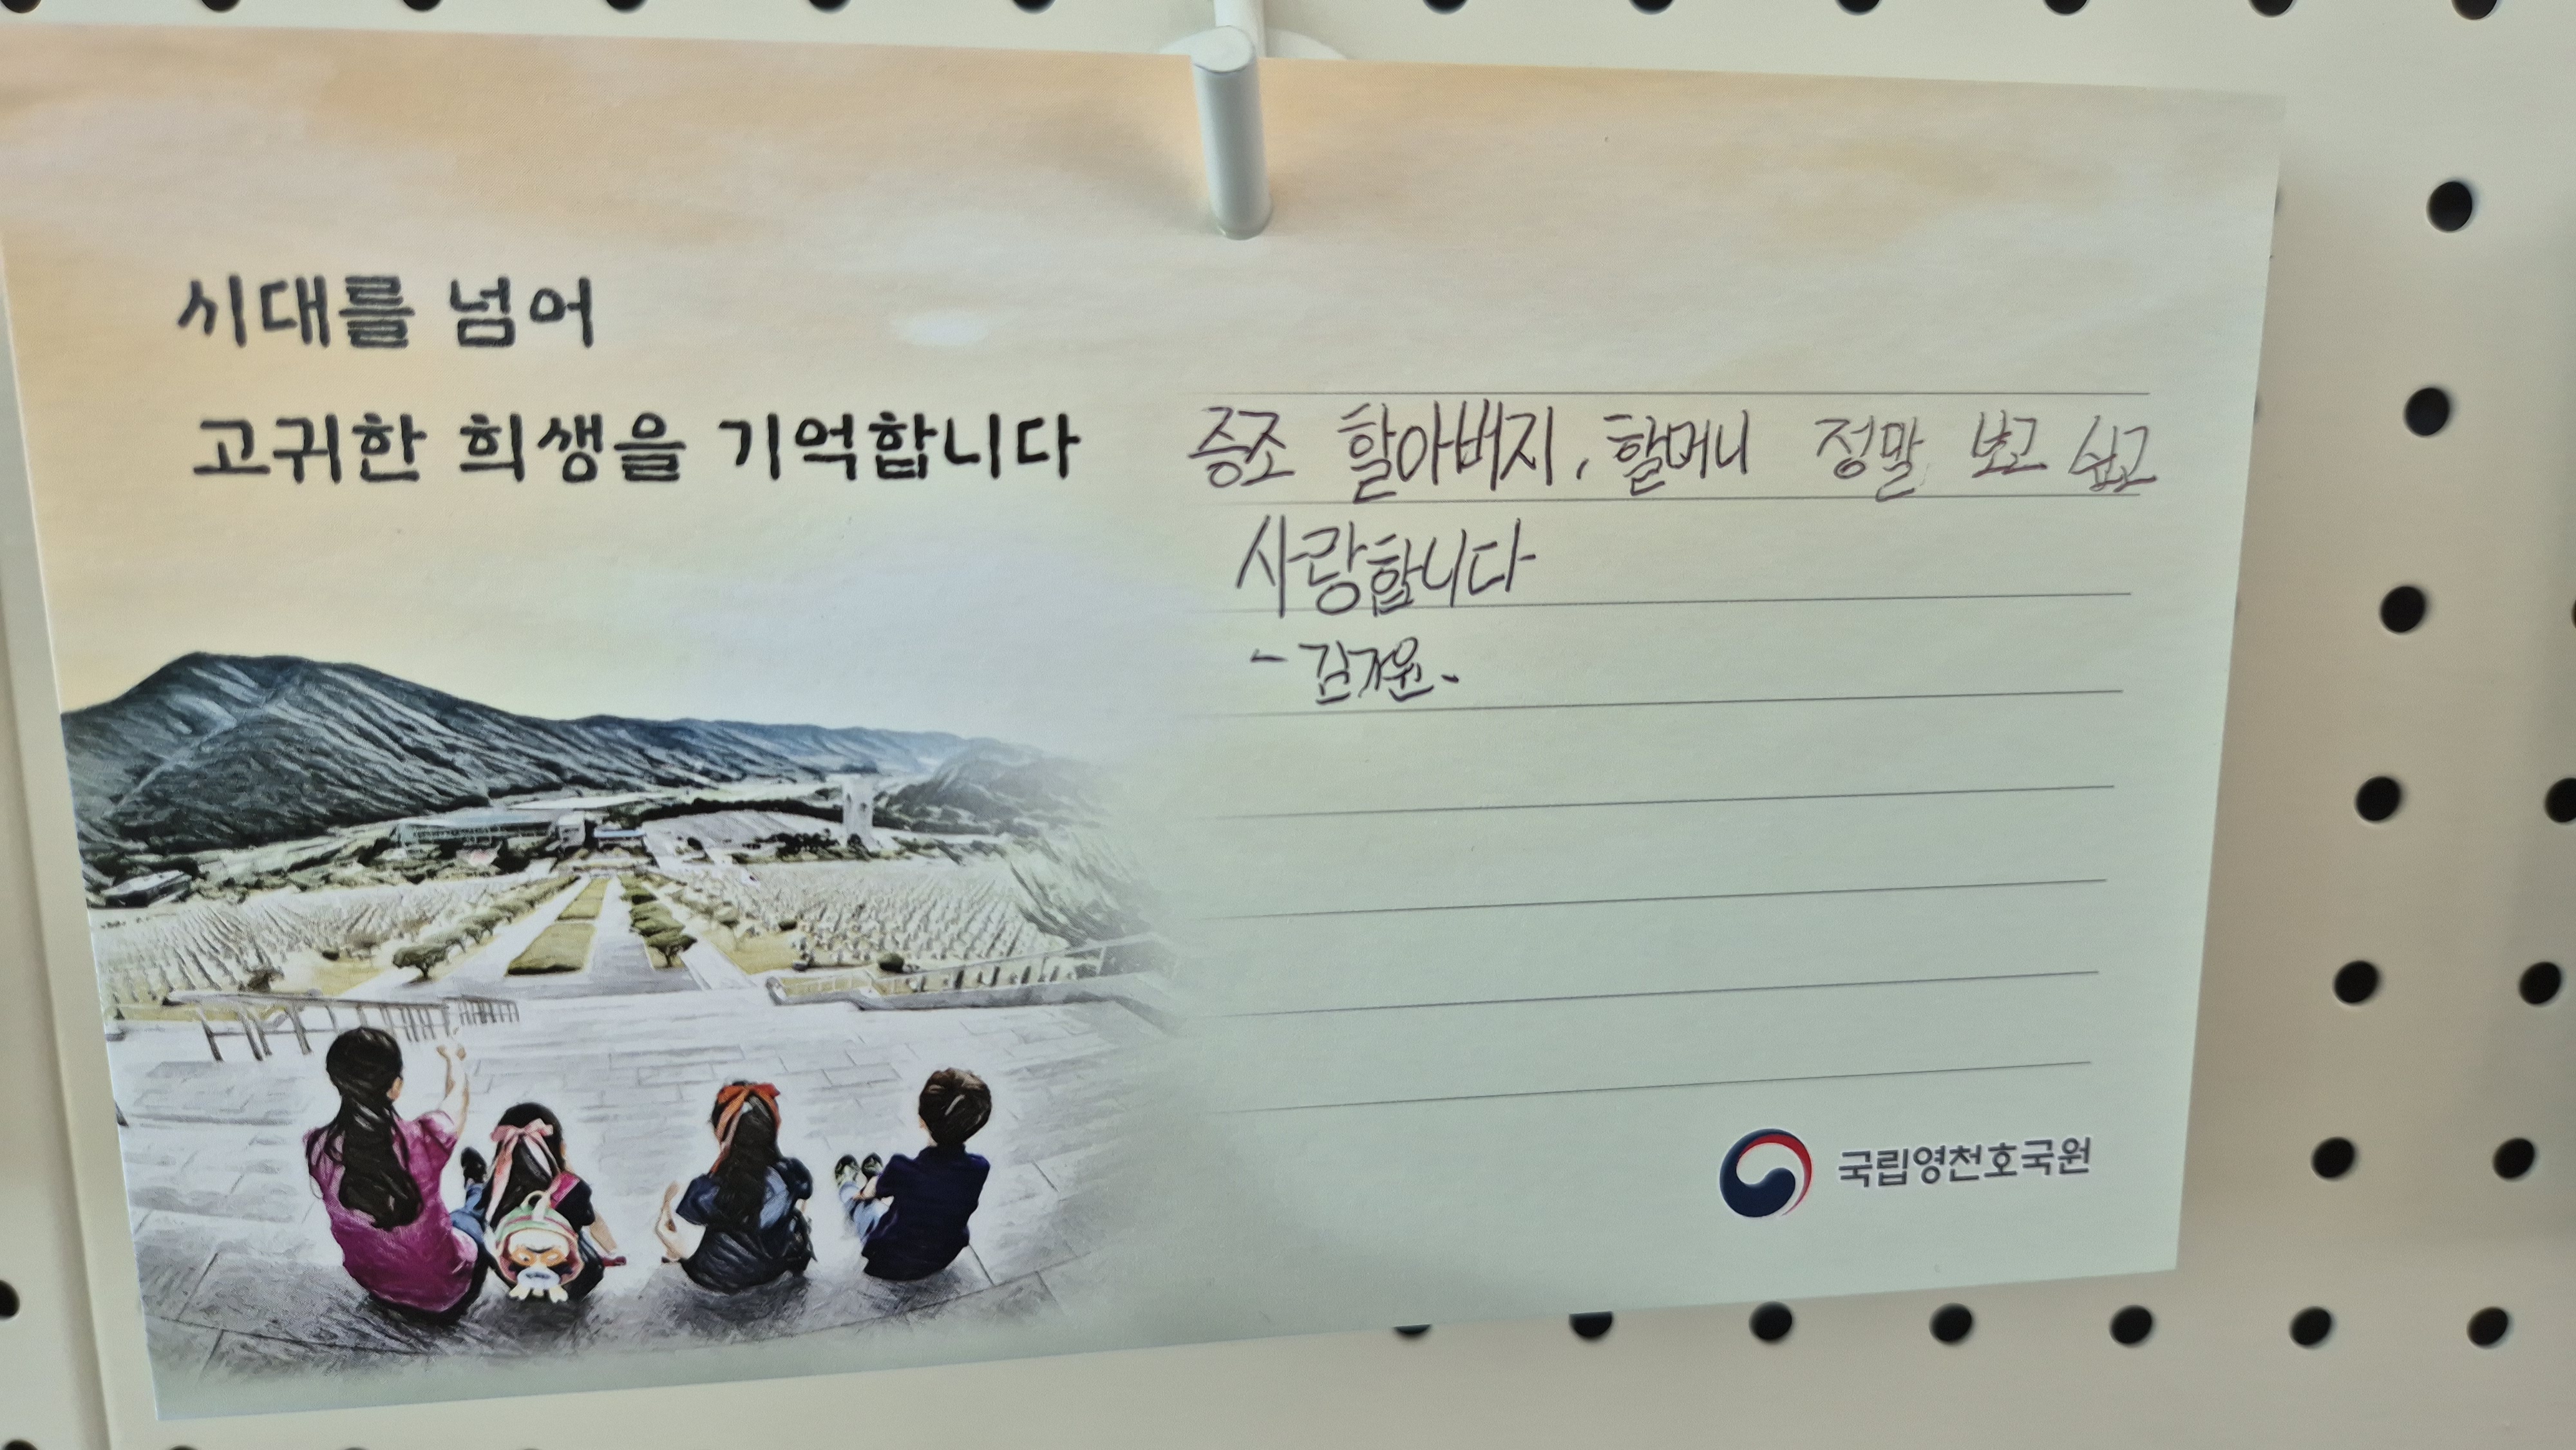 시대를 넘어
고귀한 희생을 기억합니다
증조 할아버지, 할머니 정말 보고 싶고
사랑합니다
- 김지윤.
국립영천호국원